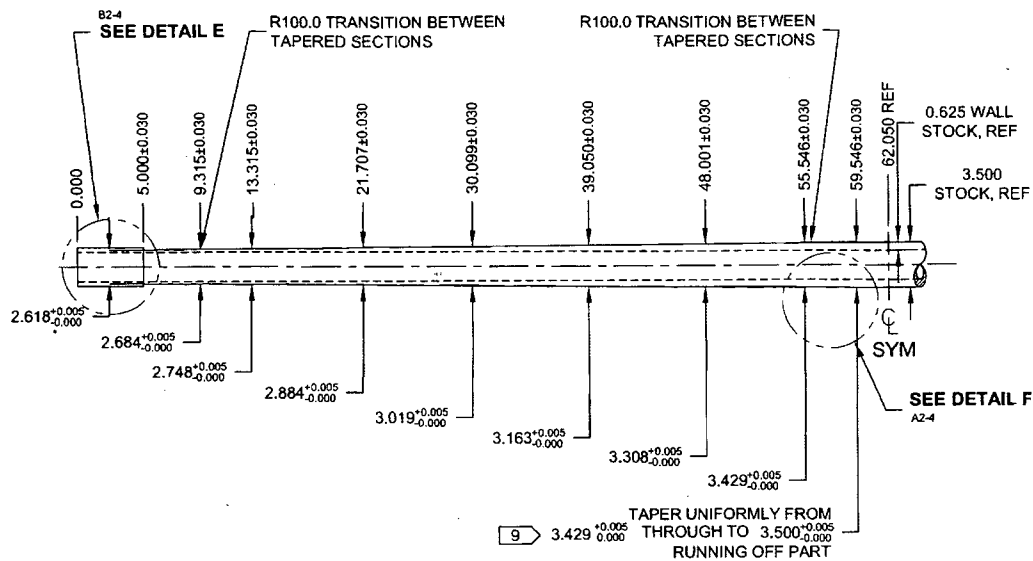 B2-4
SEE DETAIL E
R100.0 TRANSITION BETWEEN
TAPERED SECTIONS
R100.0 TRANSITION BETWEEN
TAPERED SECTIONS
0.000
5.000±0.030
9.315±0.030
13.315±0.030
21.707±0.030
30.099±0.030
39.050±0.030
48.001±0.030
55.546±0.030
59.546±0.030
62.050 REF
0.625 WALL
STOCK, REF
3.500
STOCK, REF
2.618+0.005
-0.000
2.684+0.005
-0.000
2.748+0.005
-0.000
2.884+0.005
-0.000
3.019+0.005
-0.000
3.163+0.005
-0.000
3.308+0.005
-0.000
3.429+0.005
-0.000
℄
SYM
SEE DETAIL F
A2-4
TAPER UNIFORMLY FROM
9 3.429 +0.005
0.000 THROUGH TO 3.500+0.005
-0.000
RUNNING OFF PART